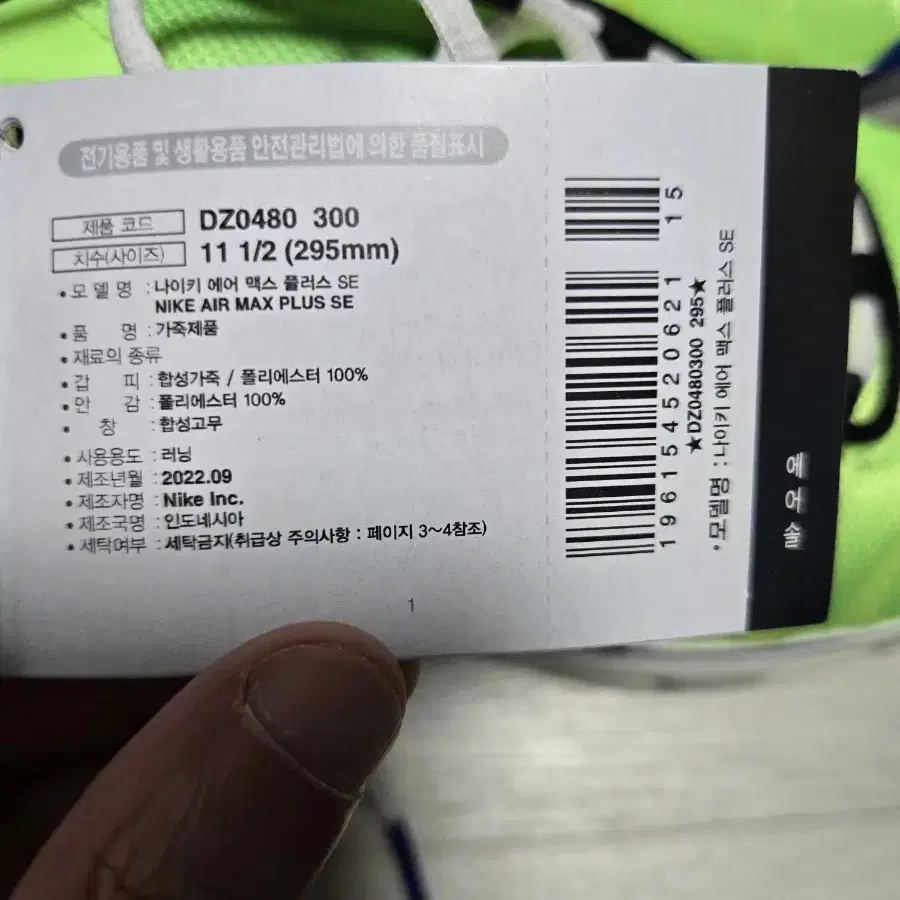 전기용품 및 생활용품 안전관리법에 의한 품질표시
제품 코드 DZ0480 300
치수(사이즈) 11 1/2 (295mm)
• 모 델 명 : 나이키 에어 맥스 플러스 SE
NIKE AIR MAX PLUS SE
• 품 명 : 가죽제품
• 재료의 종류
• 갑 피 : 합성가죽 / 폴리에스터 100%
• 안 감 : 폴리에스터 100%
• 창 : 합성고무
• 사용용도 : 러닝
• 제조년월 : 2022.09
• 제조자명 : Nike Inc.
• 제조국명 : 인도네시아
• 세탁여부 : 세탁금지(취급상 주의사항 : 페이지 3~4참조)
1
15
196154520621
★DZ0480300 295★
• 모델명 : 나이키 에어 맥스 플러스 SE
에어솔